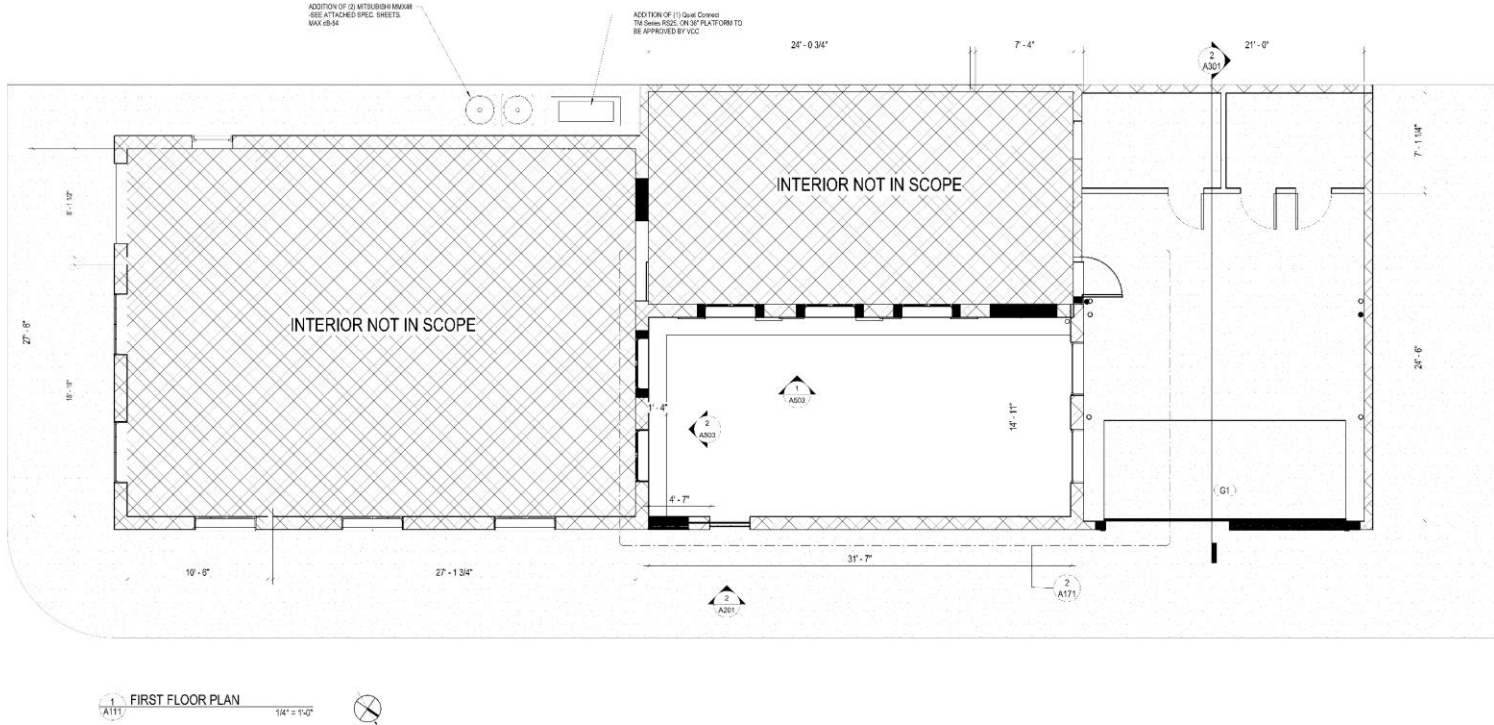 ADDITION OF (2) MITSUBISHI MMX48
-SEE ATTACHED SPEC. SHEETS.
MAX dB-54
ADDITION OF (1) Quiet Connect
TM Series RS25, ON 36" PLATFORM TO
BE APPROVED BY VCC
24' - 0 3/4"
7' - 4"
2
A301
21' - 0"
7' - 1 1/4"
INTERIOR NOT IN SCOPE
8' - 1 1/2"
INTERIOR NOT IN SCOPE
27' - 6"
24' - 6"
18' - 10"
1
A503
1' - 4"
2
A503
14' - 11"
4' - 7"
G1
31' - 7"
10' - 6"
27' - 1 3/4"
2
A201
2
A171
1
A111
FIRST FLOOR PLAN
1/4" = 1'-0"